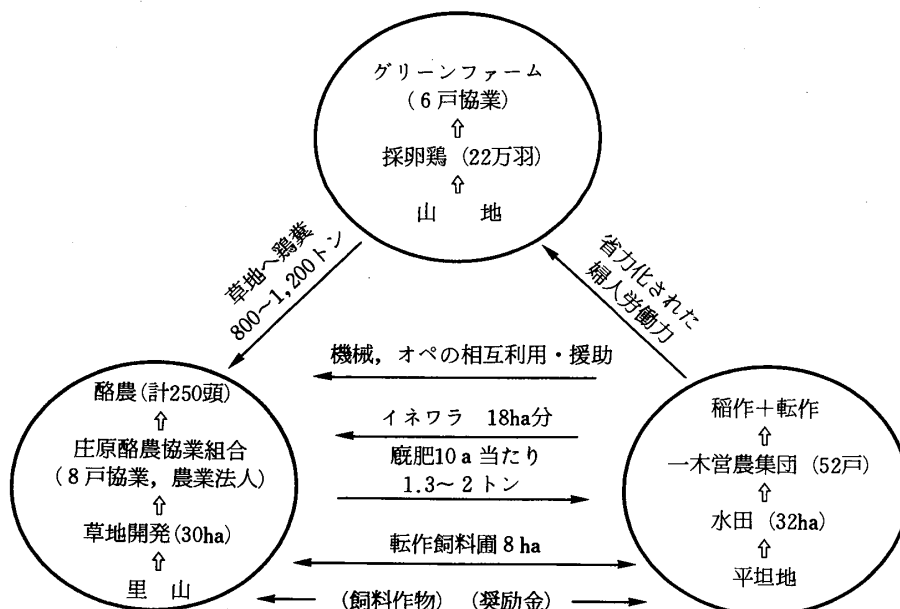 グリーンファーム
(6戸協業)
⇧
採卵鶏 (22万羽)
⇧
山 地
草地へ鶏糞
800〜1,200トン
省力化された
婦人労働力
機械,オペの相互利用・援助
イネワラ 18ha分
厩肥10a当たり
1.3〜2トン
転作飼料圃8ha
(飼料作物) (奨励金)
酪農(計250頭)
⇧
庄原酪農協業組合
(8戸協業,農業法人)
⇧
草地開発(30ha)
⇧
里 山
稲作+転作
⇧
一木営農集団 (52戸)
⇧
水田 (32ha)
⇧
平坦地